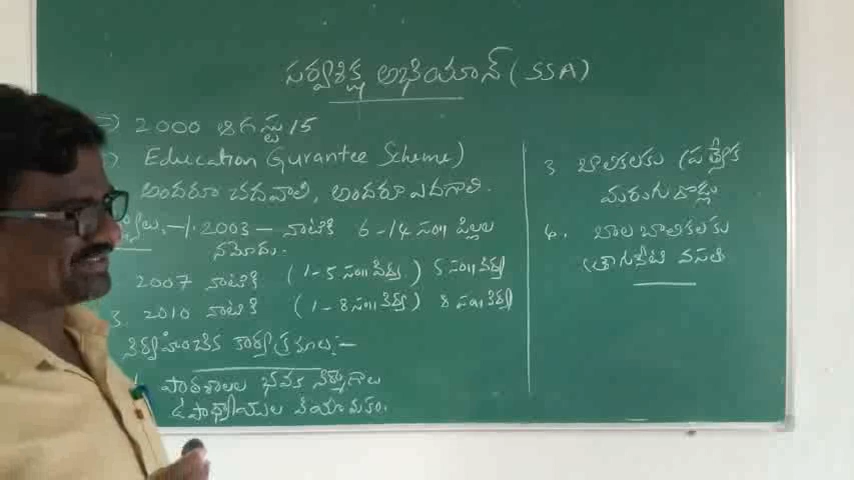 సర్వశిక్ష అభియాన్ (SSA)
⇒ 2000 ఆగస్టు 15
Education Gurantee Scheme)
అందరూ చదవాలి, అందరూ ఎదగాలి.
:-1. 2003 – నాటికి 6-14 సం॥ పిల్లల
నమోదు.
2007 నాటికి (1-5 సం॥ విద్య) 5 సం॥ విద్య
3. 2010 నాటికి (1-8 సం॥ విద్య) 8 సం॥ విద్య
నిర్వహించిన కార్యక్రమాలు:-
పాఠశాలల భవన నిర్మాణాలు
ఉపాధ్యాయుల నియామకం.
3 బాలికలకు ప్రత్యేక
మరుగుదొడ్లు
4. బాల బాలికలకు
త్రాగునీటి వసతి